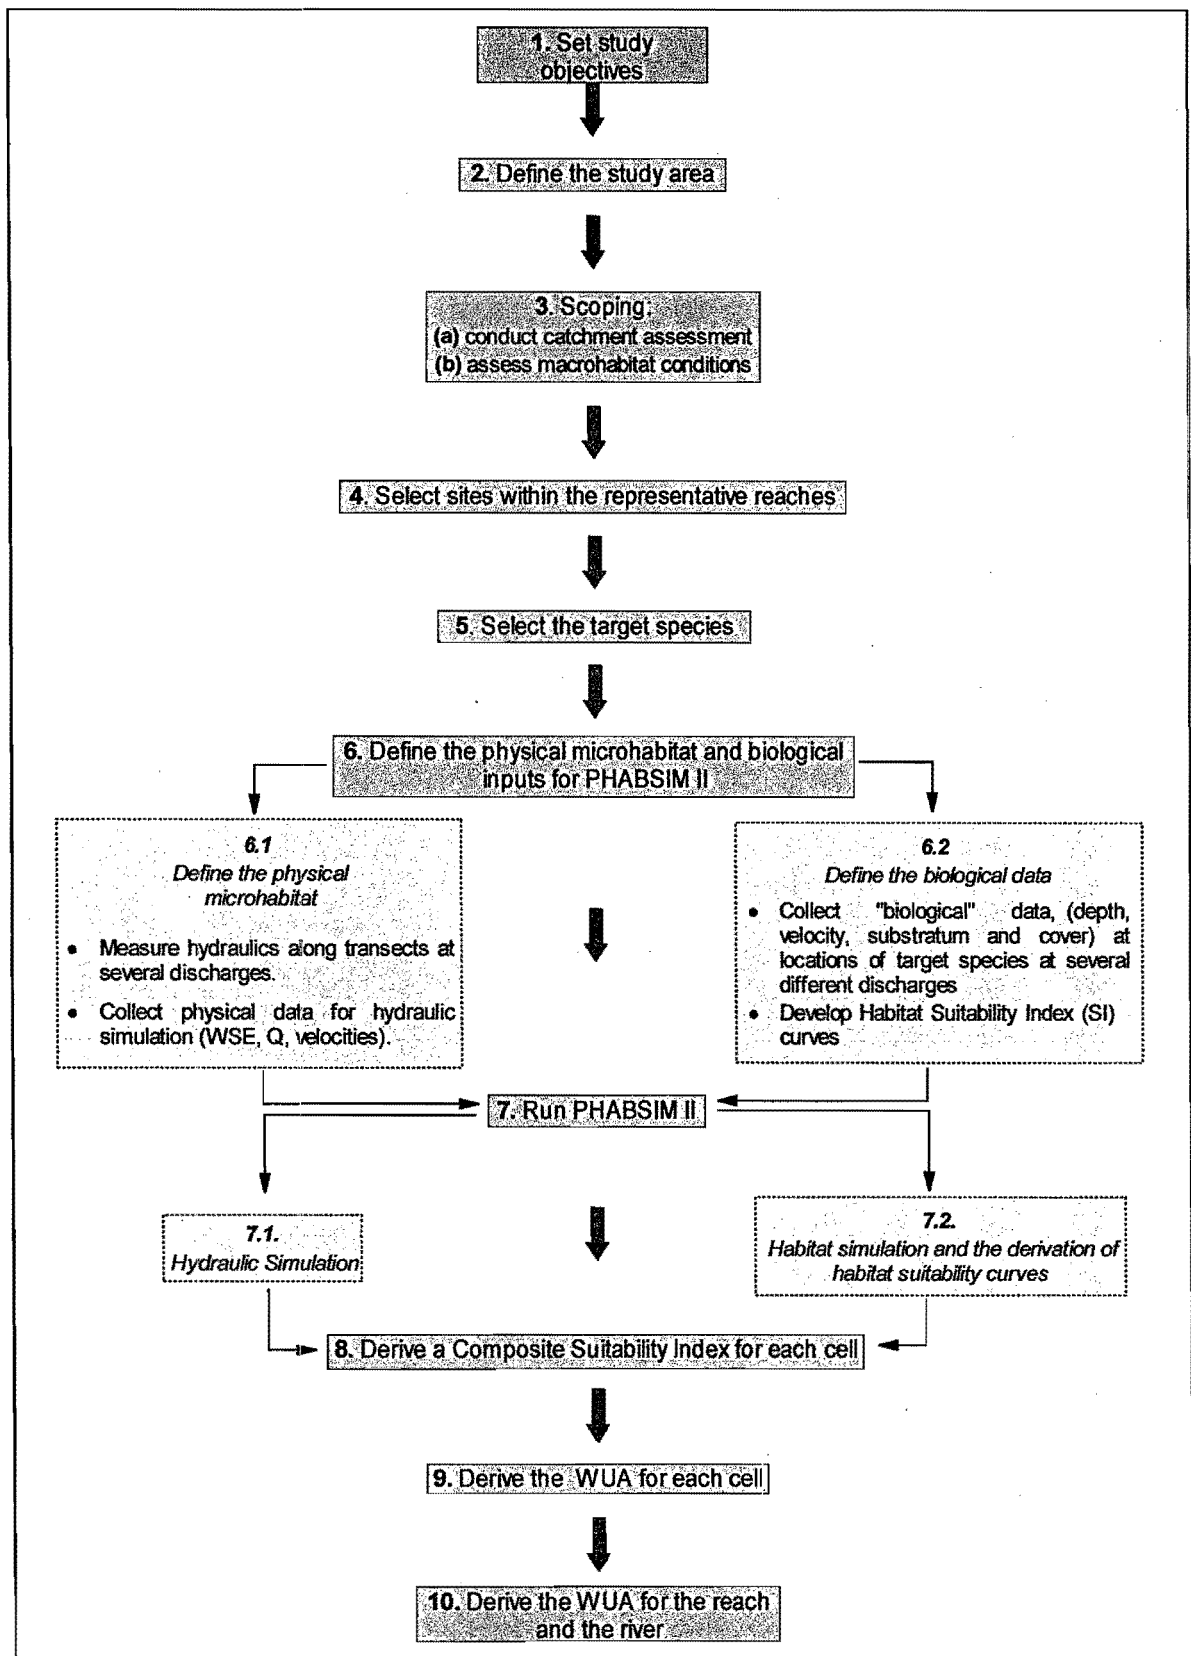 1. Set study
objectives
2. Define the study area
3. Scoping:
(a) conduct catchment assessment
(b) assess macrohabitat conditions
4. Select sites within the representative reaches
5. Select the target species
6. Define the physical microhabitat and biological
inputs for PHABSIM II
6.1
Define the physical
microhabitat
• Measure hydraulics along transects at
several discharges.
• Collect physical data for hydraulic
simulation (WSE, Q, velocities).
6.2
Define the biological data
• Collect "biological" data, (depth,
velocity, substratum and cover) at
locations of target species at several
different discharges
• Develop Habitat Suitability Index (SI)
curves
7. Run PHABSIM II
7.1.
Hydraulic Simulation
7.2.
Habitat simulation and the derivation of
habitat suitability curves
8. Derive a Composite Suitability Index for each cell
9. Derive the WUA for each cell
10. Derive the WUA for the reach
and the river